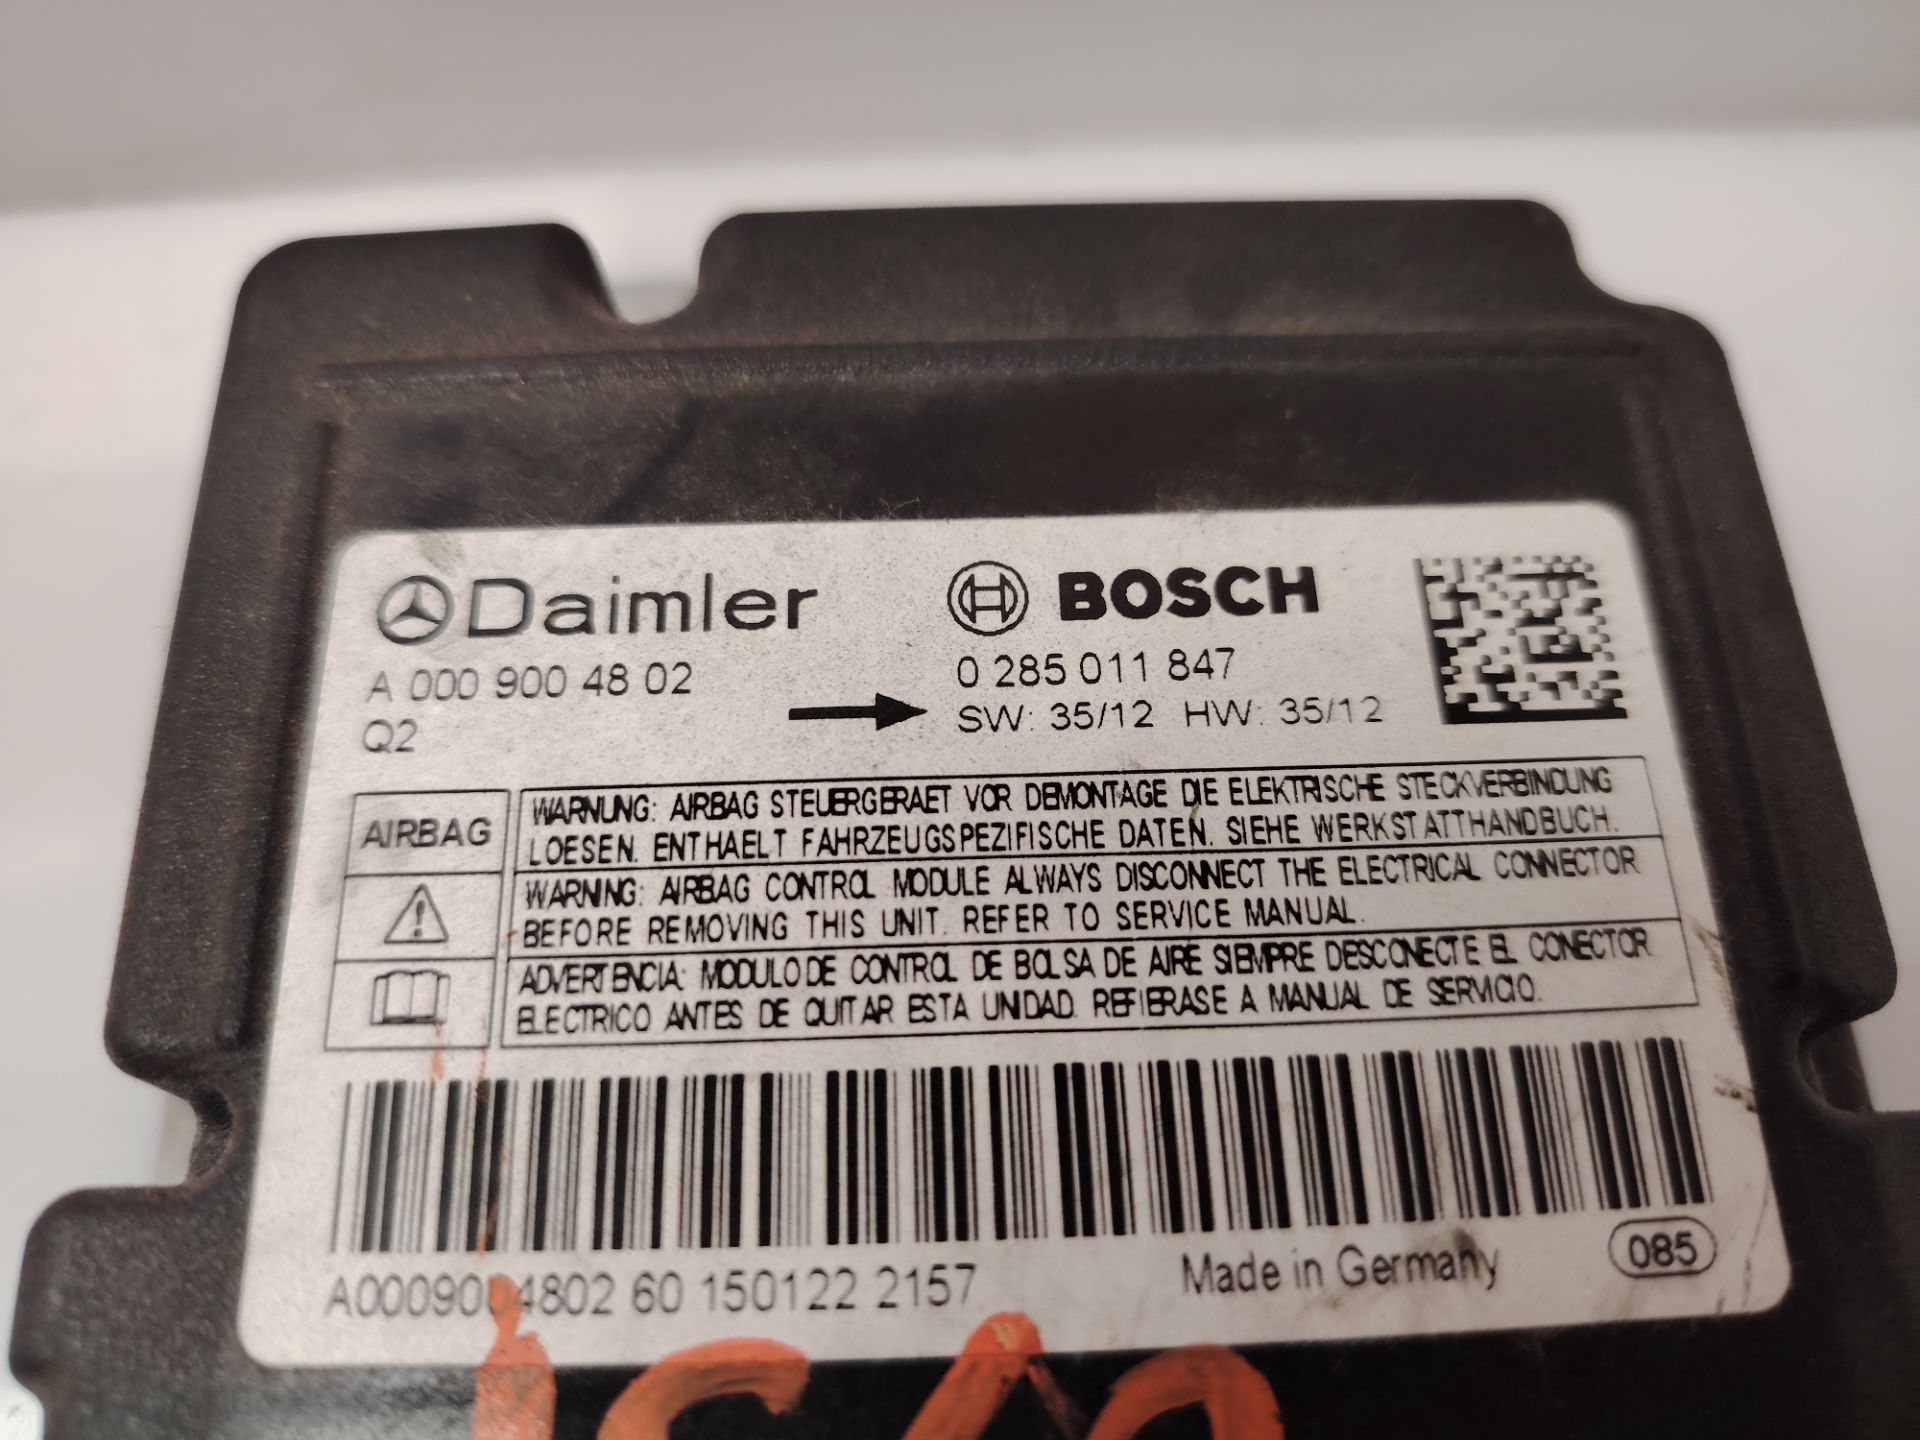 Daimler
A 000 900 48 02
Q2
BOSCH
0 285 011 847
SW: 35/12 HW: 35/12
AIRBAG
WARNUNG: AIRBAG STEUERGERAET VOR DEMONTAGE DIE ELEKTRISCHE STECKVERBINDUNG
LOESEN. ENTHAELT FAHRZEUGSPEZIFISCHE DATEN. SIEHE WERKSTATTHANDBUCH.
WARNING: AIRBAG CONTROL MODULE ALWAYS DISCONNECT THE ELECTRICAL CONNECTOR
BEFORE REMOVING THIS UNIT. REFER TO SERVICE MANUAL.
ADVERTENCIA: MODULO DE CONTROL DE BOLSA DE AIRE SIEMPRE DESCONECTE EL CONECTOR
ELECTRICO ANTES DE QUITAR ESTA UNIDAD. REFIERASE A MANUAL DE SERVICIO.
A0009004802 60 150122 2157
Made in Germany
085